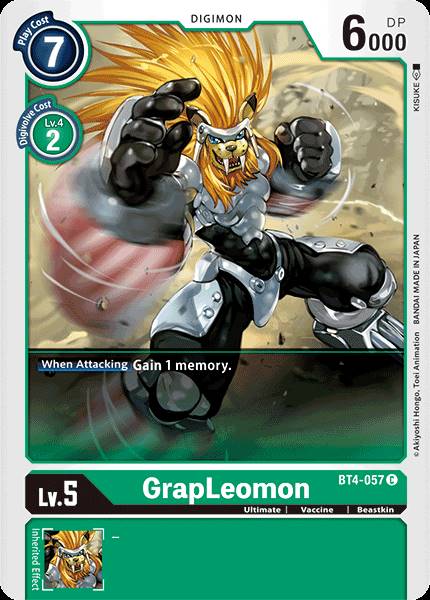 DIGIMON
Play Cost
7
6000
DP
Digivolve Cost
Lv.4
2
KISUKE
© Akiyoshi Hongo, Toei Animation BANDAI MADE IN JAPAN
When Attacking Gain 1 memory.
Lv.5
GrapLeomon
BT4-057 C
Ultimate | Vaccine | Beastkin
Inherited Effect
–